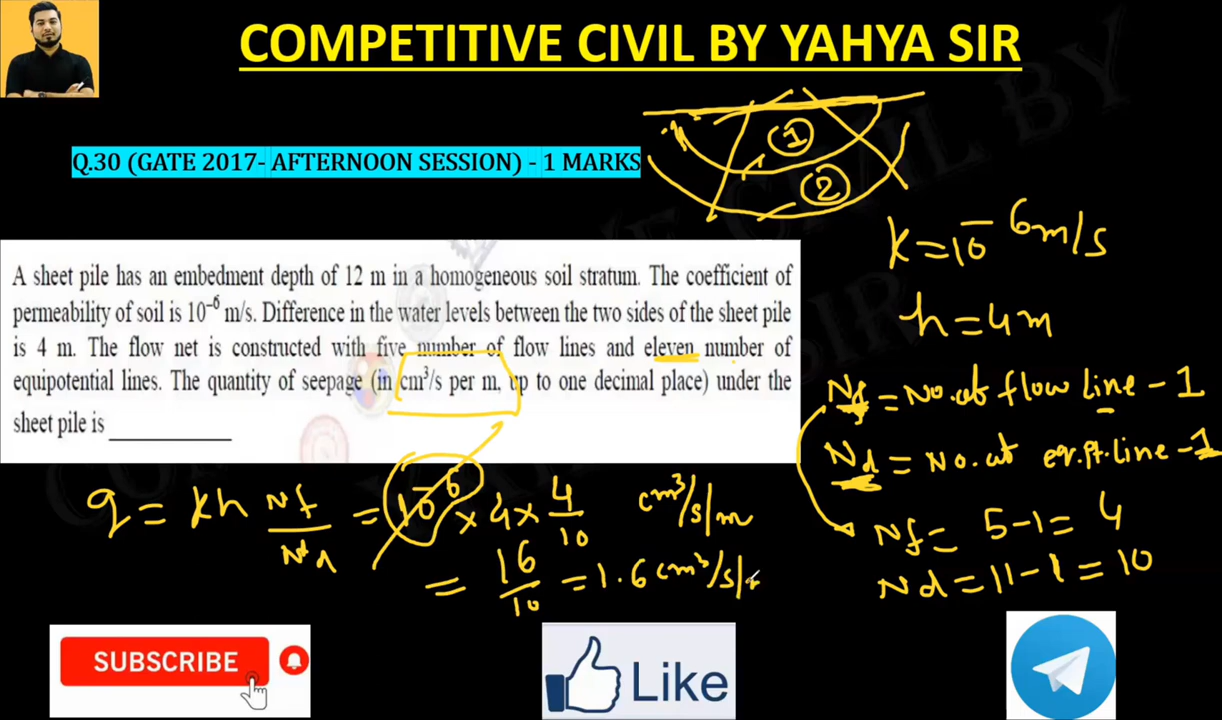 COMPETITIVE CIVIL BY YAHYA SIR
Q.30 (GATE 2017- AFTERNOON SESSION) - 1 MARKS
1
2
A sheet pile has an embedment depth of 12 m in a homogeneous soil stratum. The coefficient of
permeability of soil is 10⁻⁶ m/s. Difference in the water levels between the two sides of the sheet pile
is 4 m. The flow net is constructed with five number of flow lines and eleven number of
equipotential lines. The quantity of seepage (in cm³/s per m, up to one decimal place) under the
sheet pile is ____________
K = 10⁻⁶ m/s
h = 4m
Nf = No. of flow line - 1
Nd = No. of eq. pt. line - 1
Nf = 5 - 1 = 4
Nd = 11 - 1 = 10
q = kh Nf/Nd = 10⁻⁶ × 4 × 4/10 cm³/s/m
= 16/10 = 1.6 cm³/s/
SUBSCRIBE
Like